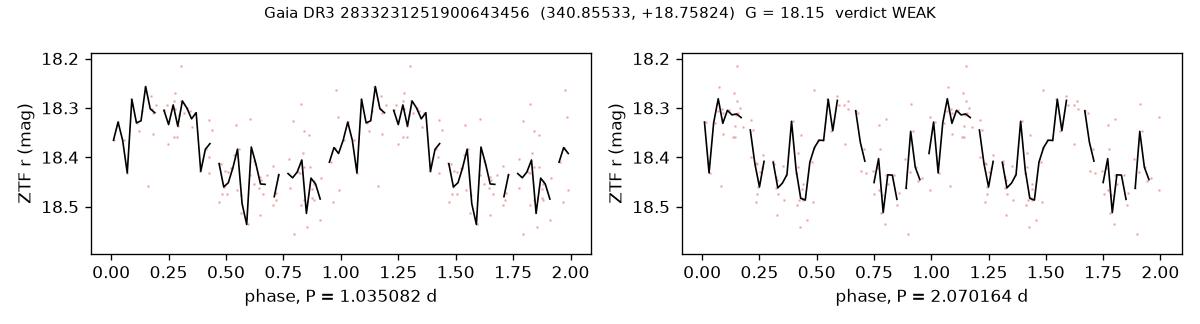 Gaia DR3 2833231251900643456 (340.85533, +18.75824) G = 18.15 verdict WEAK
ZTF r (mag)
18.2
18.3
18.4
18.5
0.00 0.25 0.50 0.75 1.00 1.25 1.50 1.75 2.00
phase, P = 1.035082 d
ZTF r (mag)
18.2
18.3
18.4
18.5
0.00 0.25 0.50 0.75 1.00 1.25 1.50 1.75 2.00
phase, P = 2.070164 d